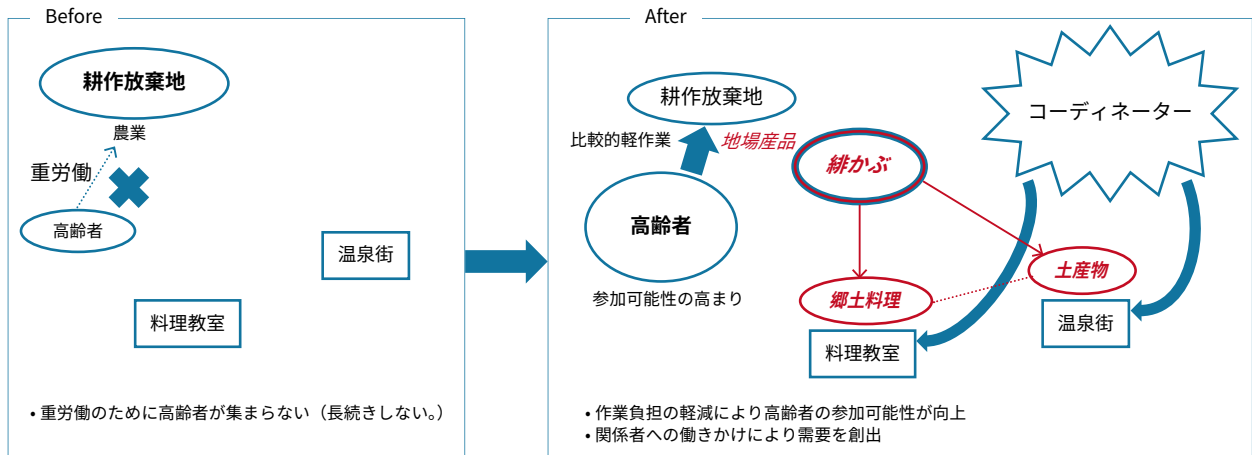 Before
耕作放棄地
農業
重労働
高齢者
温泉街
料理教室
• 重労働のために高齢者が集まらない（長続きしない。）
After
コーディネーター
耕作放棄地
比較的軽作業
地場産品
緋かぶ
高齢者
参加可能性の高まり
土産物
郷土料理
温泉街
料理教室
• 作業負担の軽減により高齢者の参加可能性が向上
• 関係者への働きかけにより需要を創出